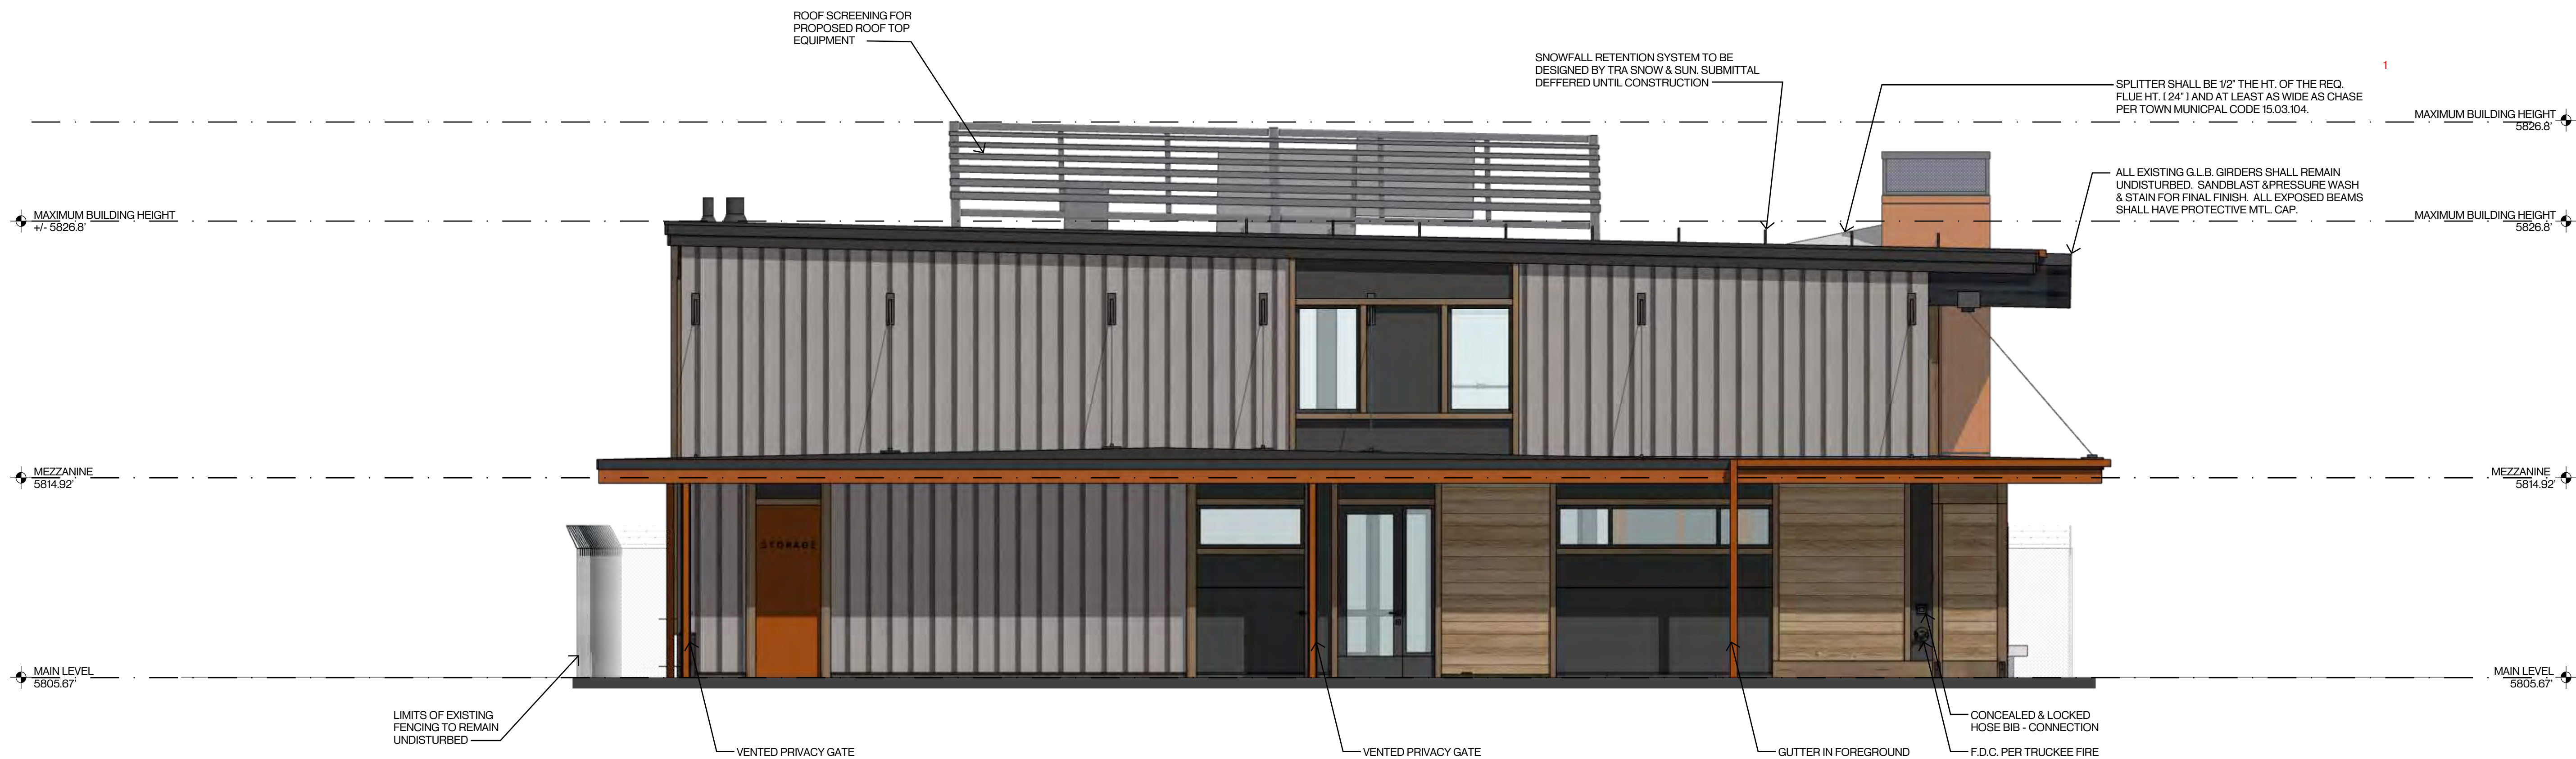 ROOF SCREENING FOR
PROPOSED ROOF TOP
EQUIPMENT
SNOWFALL RETENTION SYSTEM TO BE
DESIGNED BY TRA SNOW & SUN. SUBMITTAL
DEFFERED UNTIL CONSTRUCTION
1
SPLITTER SHALL BE 1/2" THE HT. OF THE REQ.
FLUE HT. [ 24" ] AND AT LEAST AS WIDE AS CHASE
PER TOWN MUNICPAL CODE 15.03.104.
MAXIMUM BUILDING HEIGHT
5826.8'
ALL EXISTING G.L.B. GIRDERS SHALL REMAIN
UNDISTURBED. SANDBLAST &PRESSURE WASH
& STAIN FOR FINAL FINISH. ALL EXPOSED BEAMS
SHALL HAVE PROTECTIVE MTL. CAP.
MAXIMUM BUILDING HEIGHT
+/- 5826.8'
MAXIMUM BUILDING HEIGHT
5826.8'
MEZZANINE
5814.92'
MEZZANINE
5814.92'
STORAGE
MAIN LEVEL
5805.67'
MAIN LEVEL
5805.67'
LIMITS OF EXISTING
FENCING TO REMAIN
UNDISTURBED
VENTED PRIVACY GATE
VENTED PRIVACY GATE
GUTTER IN FOREGROUND
CONCEALED & LOCKED
HOSE BIB - CONNECTION
F.D.C. PER TRUCKEE FIRE